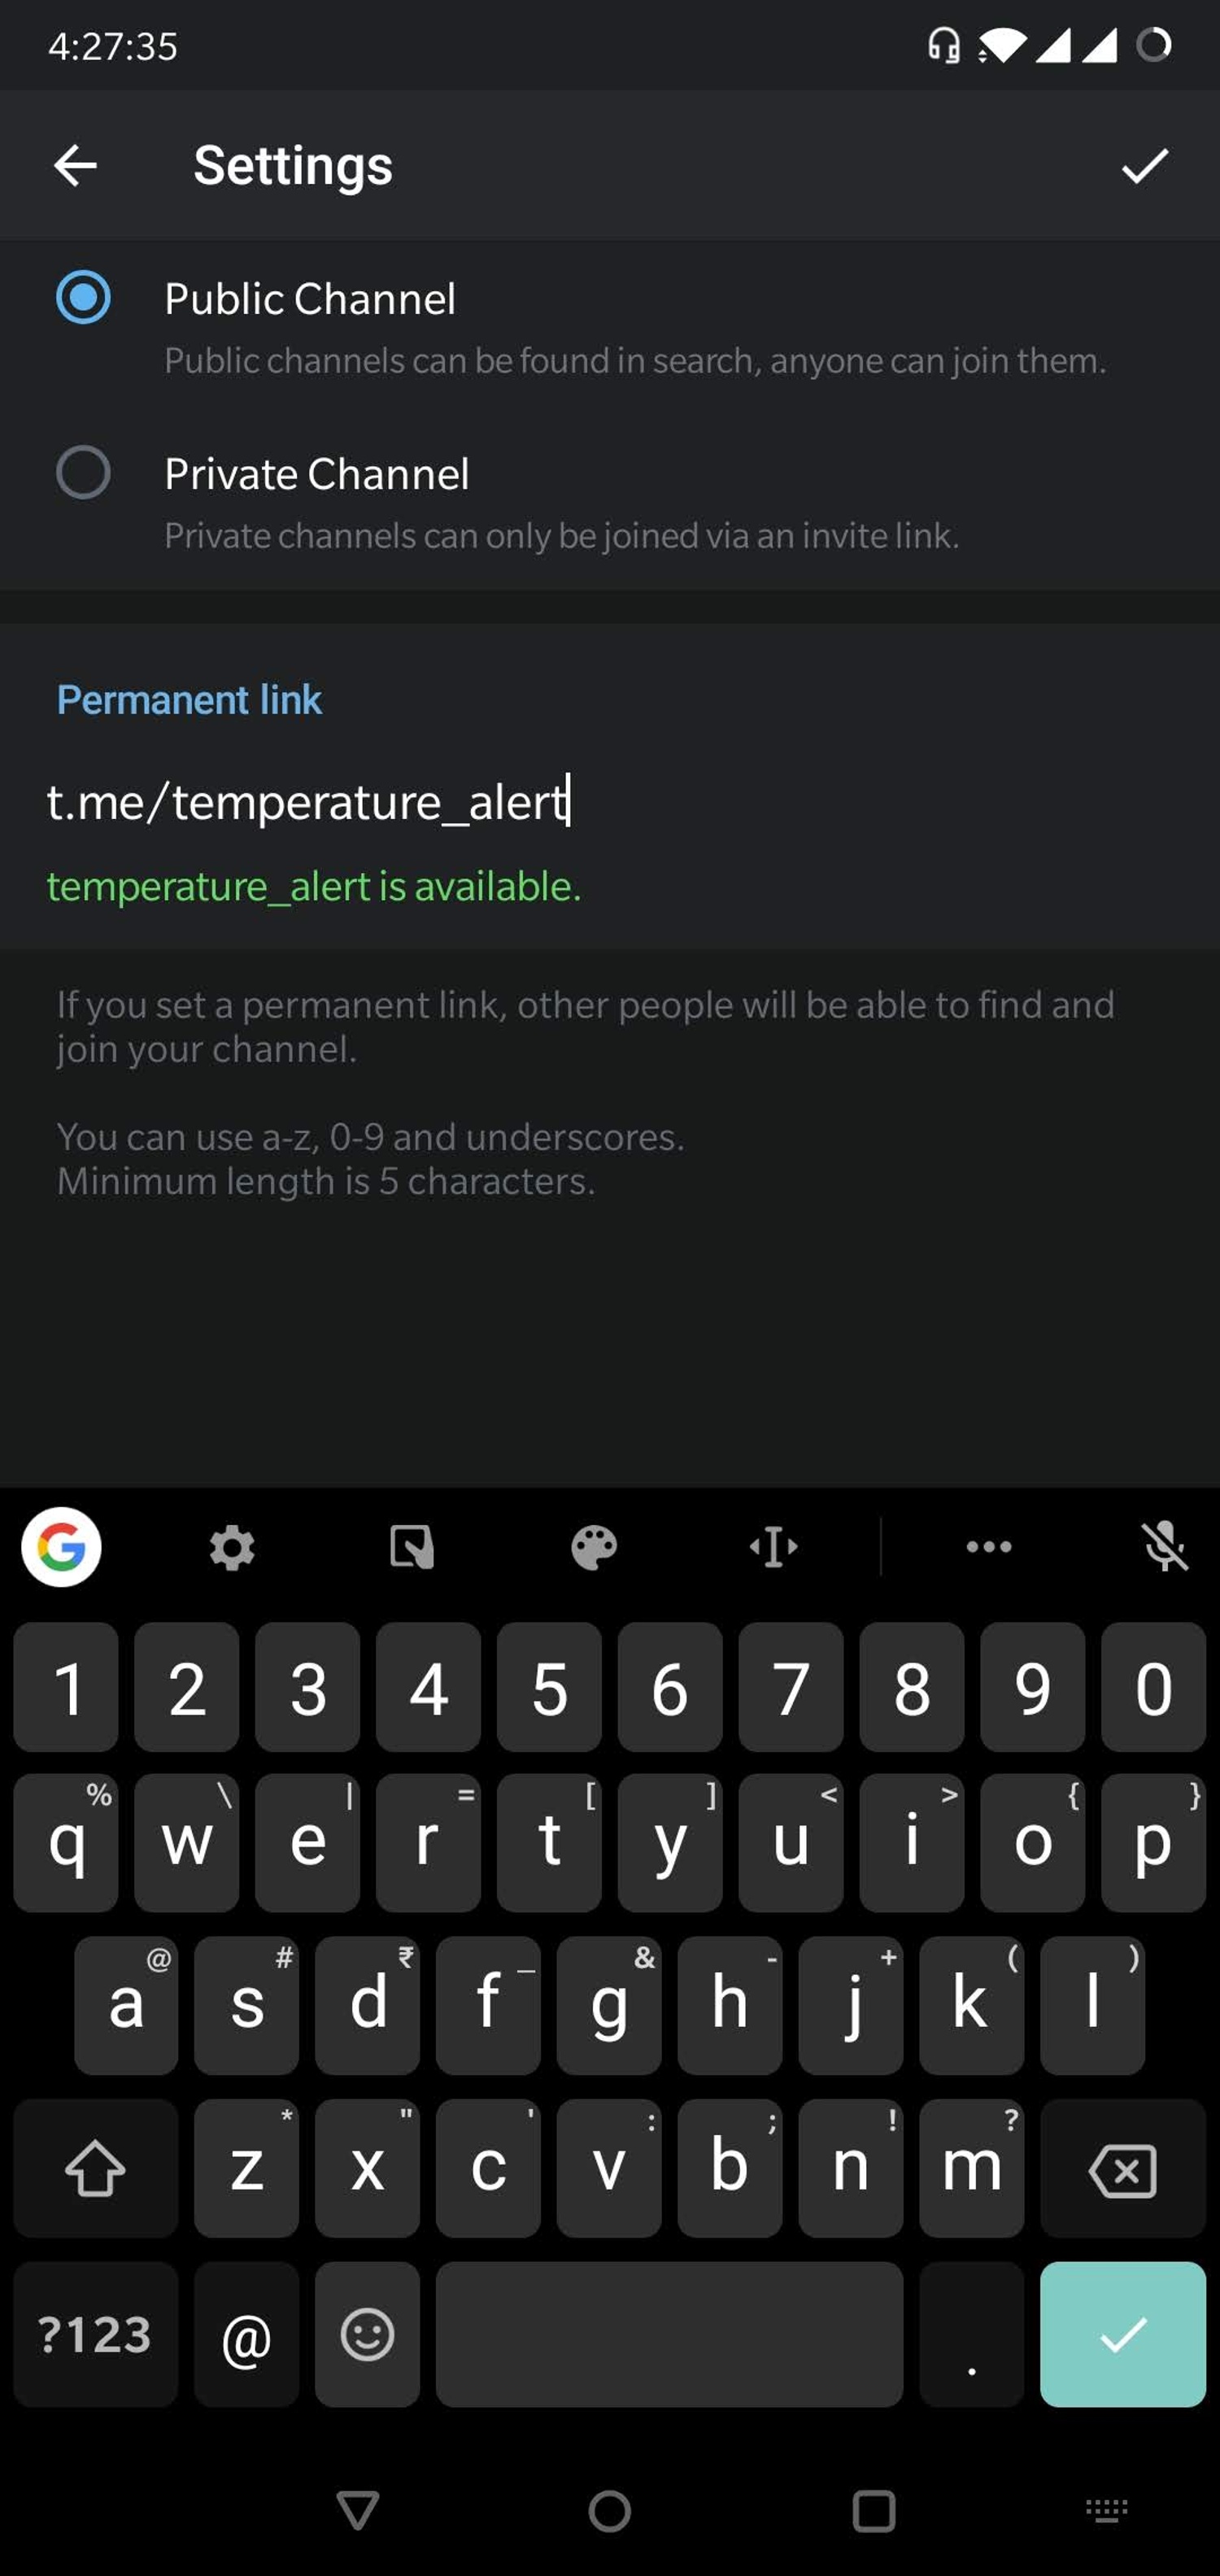 4:27:35
Settings
Public Channel
Public channels can be found in search, anyone can join them.
Private Channel
Private channels can only be joined via an invite link.
Permanent link
t.me/temperature_alert
temperature_alert is available.
If you set a permanent link, other people will be able to find and
join your channel.
You can use a-z, 0-9 and underscores.
Minimum length is 5 characters.
1 2 3 4 5 6 7 8 9 0
% \ | = [ ] < > { }
q w e r t y u i o p
@ # ₹ _ & - + ( )
a s d f g h j k l
* " ' : ; ! ?
z x c v b n m
?123 @ .